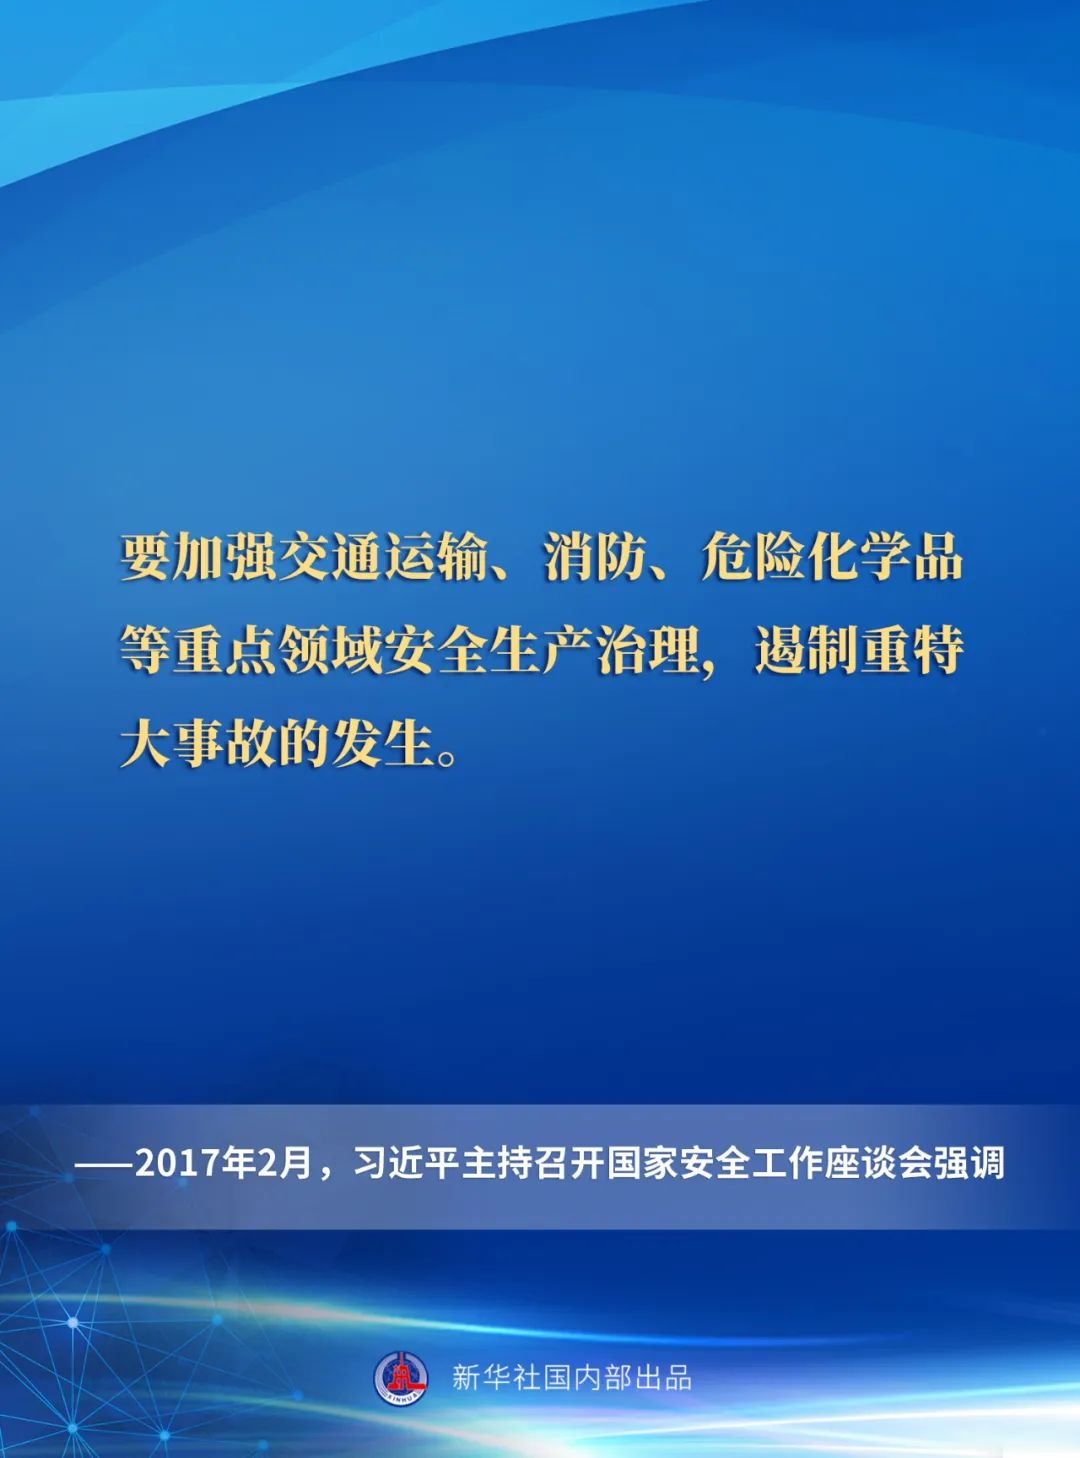 要加强交通运输、消防、危险化学品
等重点领域安全生产治理，遏制重特
大事故的发生。
——2017年2月，习近平主持召开国家安全工作座谈会强调
XINHUA
新华社国内部出品